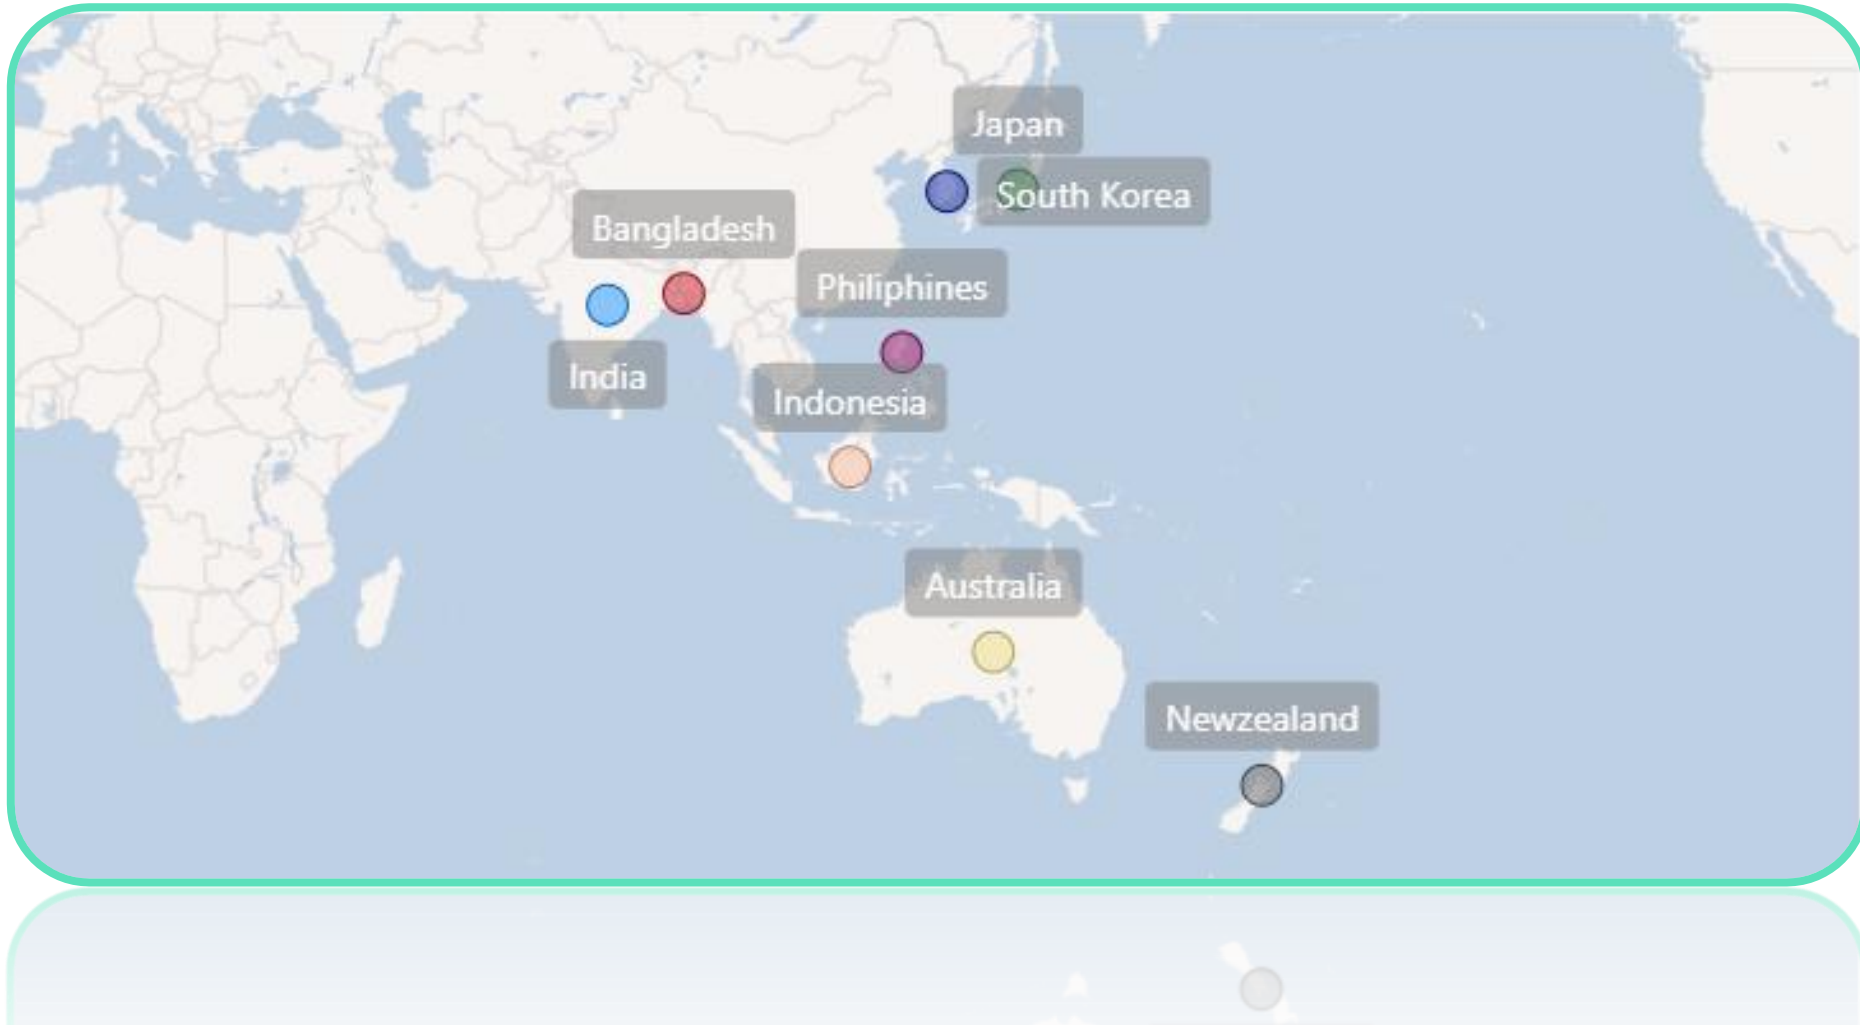 Japan
South Korea
Bangladesh
Philiphines
India
Indonesia
Australia
Newzealand